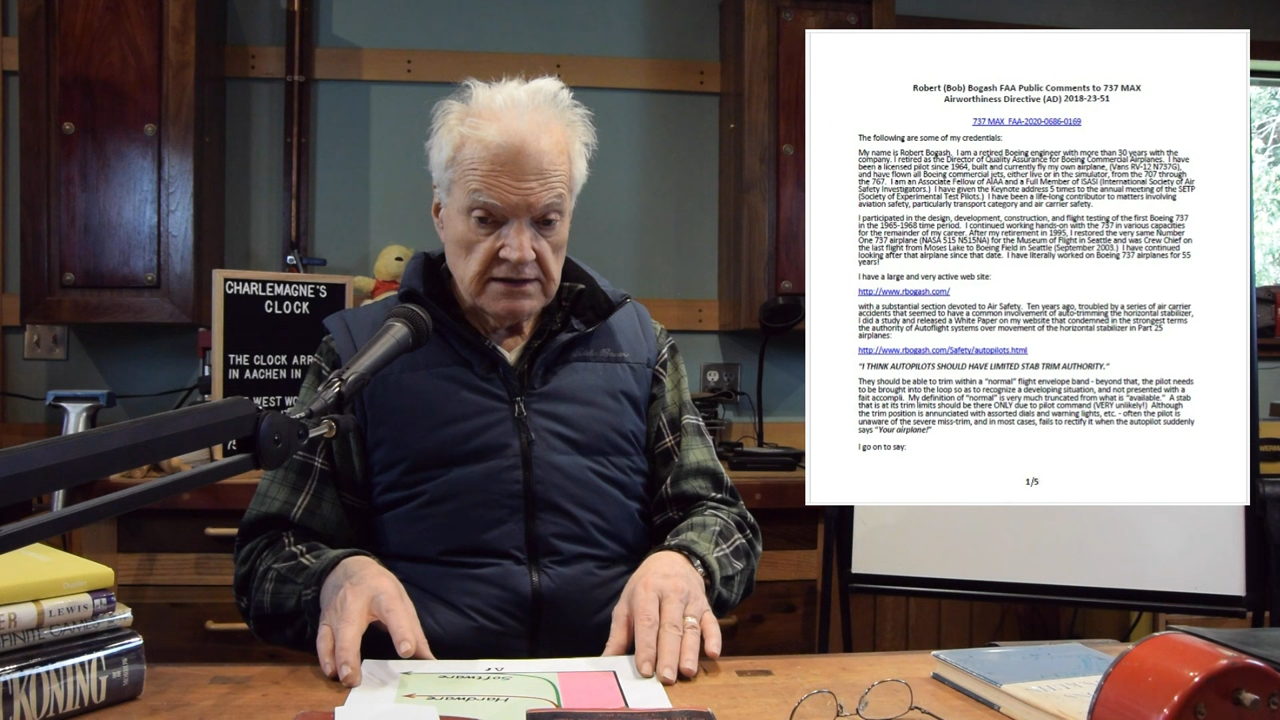 Robert (Bob) Bogash FAA Public Comments to 737 MAX
Airworthiness Directive (AD) 2018-23-51
737 MAX FAA-2020-0686-0169
The following are some of my credentials:
My name is Robert Bogash. I am a retired Boeing engineer with more than 30 years with the
company. I retired as the Director of Quality Assurance for Boeing Commercial Airplanes. I have
been a licensed pilot since 1964, built and currently fly my own airplane, (Vans RV-12 N737G),
and have flown all Boeing commercial jets, either live or in the simulator, from the 707 through
the 767. I am an Associate Fellow of AIAA and a Full Member of ISASI (International Society of Air
Safety Investigators.) I have given the Keynote address 5 times to the annual meeting of the SETP
(Society of Experimental Test Pilots.) I have been a life-long contributor to matters involving
aviation safety, particularly transport category and air carrier safety.
I participated in the design, development, construction, and flight testing of the first Boeing 737
in the 1965-1968 time period. I continued working hands-on with the 737 in various capacities
for the remainder of my career. After my retirement in 1995, I restored the very same Number
One 737 airplane (NASA 515 N515NA) for the Museum of Flight in Seattle and was Crew Chief on
the last flight from Moses Lake to Boeing Field in Seattle (September 2003.) I have continued
looking after that airplane since that date. I have literally worked on Boeing 737 airplanes for 55
years!
I have a large and very active web site:
http://www.rbogash.com/
with a substantial section devoted to Air Safety. Ten years ago, troubled by a series of air carrier
accidents that seemed to have a common involvement of auto-trimming the horizontal stabilizer,
I did a study and released a White Paper on my website that condemned in the strongest terms
the authority of Autoflight systems over movement of the horizontal stabilizer in Part 25
airplanes:
http://www.rbogash.com/Safety/autopilots.html
"I THINK AUTOPILOTS SHOULD HAVE LIMITED STAB TRIM AUTHORITY."
They should be able to trim within a "normal" flight envelope band - beyond that, the pilot needs
to be brought into the loop so as to recognize a developing situation, and not presented with a
fait accompli. My definition of "normal" is very much truncated from what is "available." A stab
that is at its trim limits should be there ONLY due to pilot command (VERY unlikely!) Although
the trim position is annunciated with assorted dials and warning lights, etc. - often the pilot is
unaware of the severe miss-trim, and in most cases, fails to rectify it when the autopilot suddenly
says "Your airplane!"
I go on to say:
1/5
CHARLEMAGNE'S
CLOCK
THE CLOCK ARR
IN AACHEN IN
WEST WO
LEWIS
CKONING
Software
Hardware